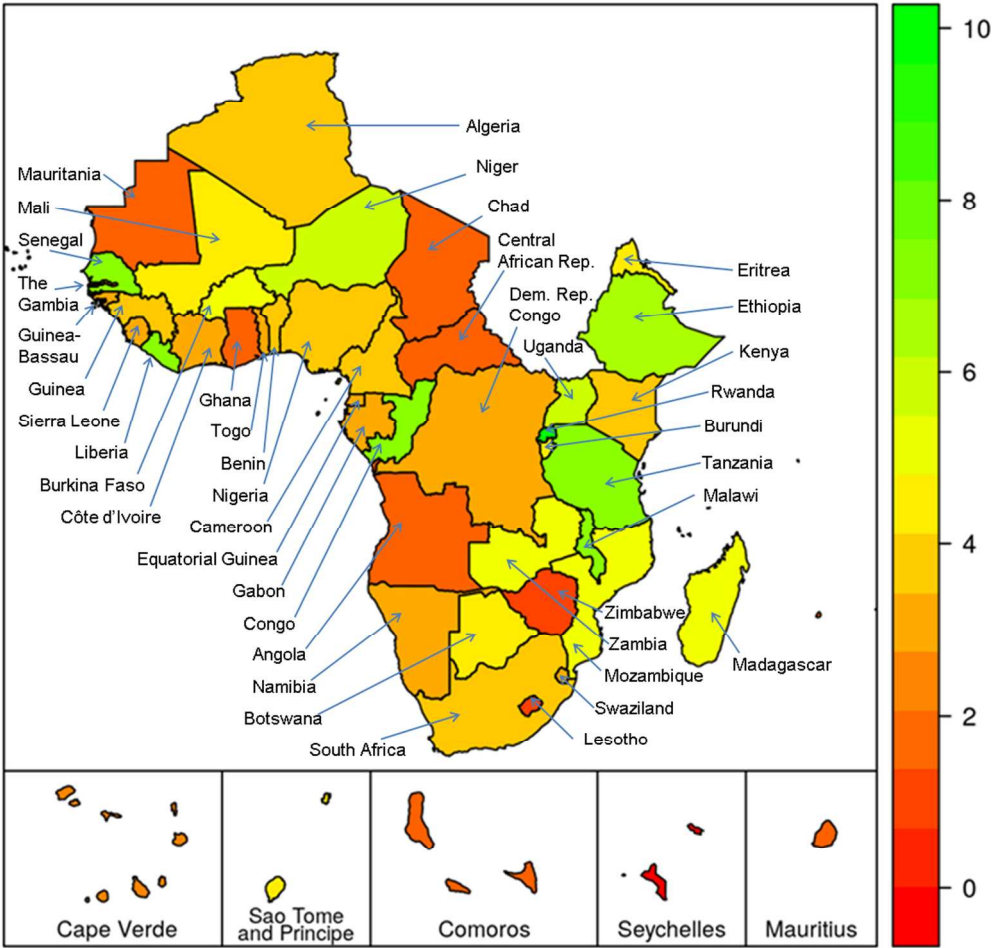 Algeria
Niger
Chad
Central
African Rep.
Dem. Rep.
Congo
Uganda
Mauritania
Mali
Senegal
The
Gambia
Guinea-
Bassau
Guinea
Sierra Leone
Liberia
Burkina Faso
Côte d'Ivoire
Ghana
Togo
Benin
Nigeria
Cameroon
Equatorial Guinea
Gabon
Congo
Angola
Namibia
Botswana
South Africa
Eritrea
Ethiopia
Kenya
Rwanda
Burundi
Tanzania
Malawi
Zimbabwe
Zambia
Mozambique
Madagascar
Swaziland
Lesotho
10
8
6
4
2
0
Cape Verde
Sao Tome
and Principe
Comoros
Seychelles
Mauritius